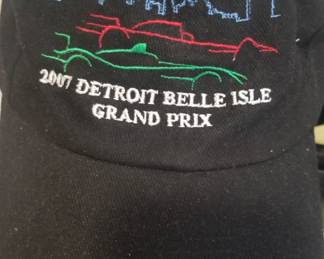 2007 DETROIT BELLE ISLE
GRAND PRIX